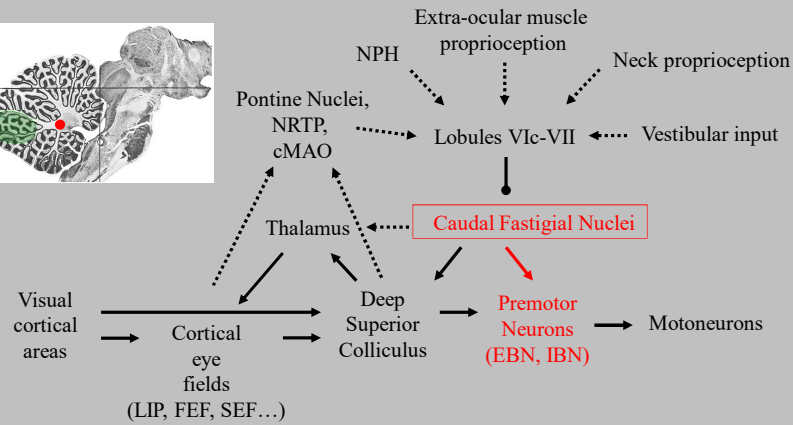 Extra-ocular muscle
proprioception
NPH
Neck proprioception
Pontine Nuclei,
NRTP,
cMAO
Lobules VIc-VII
Vestibular input
Caudal Fastigial Nuclei
Thalamus
Visual
cortical
areas
Cortical
eye
fields
(LIP, FEF, SEF…)
Deep
Superior
Colliculus
Premotor
Neurons
(EBN, IBN)
Motoneurons